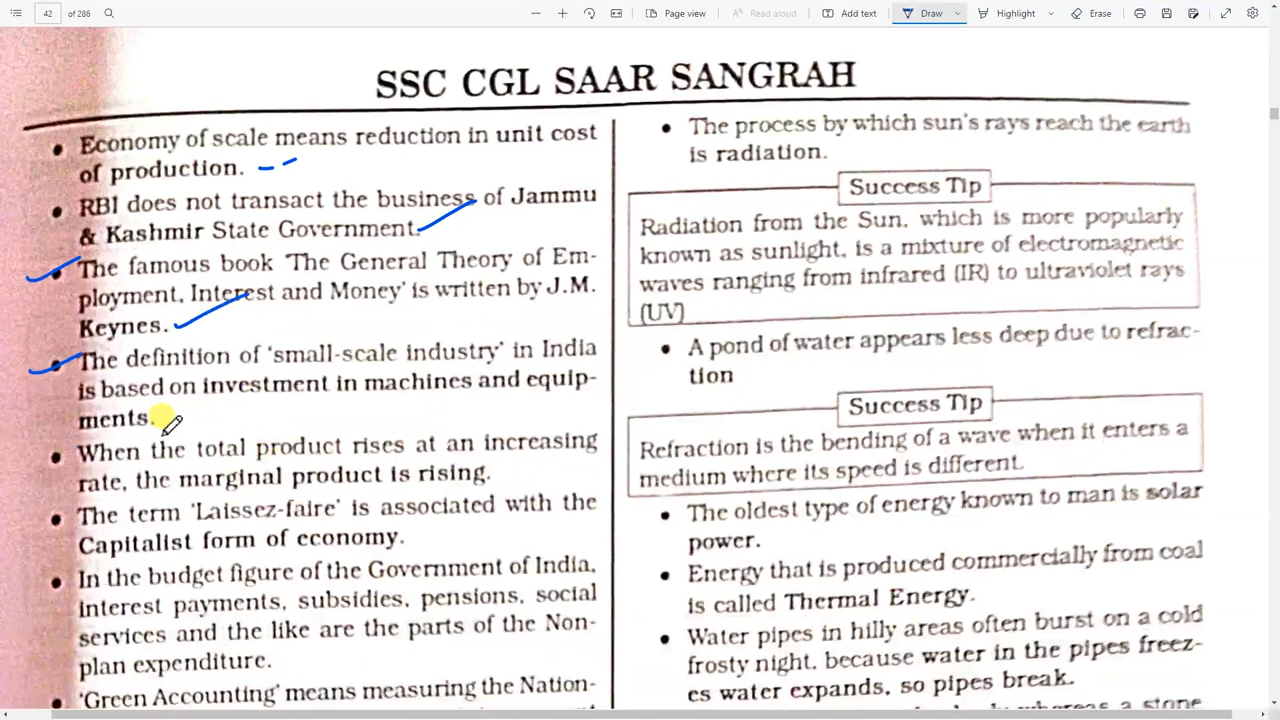 42 of 286 Page view Read aloud Add text Draw Highlight Erase
SSC CGL SAAR SANGRAH
• Economy of scale means reduction in unit cost
of production.
• RBI does not transact the business of Jammu
& Kashmir State Government.
• The famous book 'The General Theory of Em-
ployment, Interest and Money' is written by J.M.
Keynes.
• The definition of 'small-scale industry' in India
is based on investment in machines and equip-
ments.
• When the total product rises at an increasing
rate, the marginal product is rising.
• The term 'Laissez-faire' is associated with the
Capitalist form of economy.
• In the budget figure of the Government of India,
interest payments, subsidies, pensions, social
services and the like are the parts of the Non-
plan expenditure.
• 'Green Accounting' means measuring the Nation-
• The process by which sun's rays reach the earth
is radiation.
Success Tip
Radiation from the Sun, which is more popularly
known as sunlight, is a mixture of electromagnetic
waves ranging from infrared (IR) to ultraviolet rays
(UV)
• A pond of water appears less deep due to refrac-
tion
Success Tip
Refraction is the bending of a wave when it enters a
medium where its speed is different.
• The oldest type of energy known to man is solar
power.
• Energy that is produced commercially from coal
is called Thermal Energy.
• Water pipes in hilly areas often burst on a cold
frosty night, because water in the pipes freez-
es water expands, so pipes break.
whereas a stone